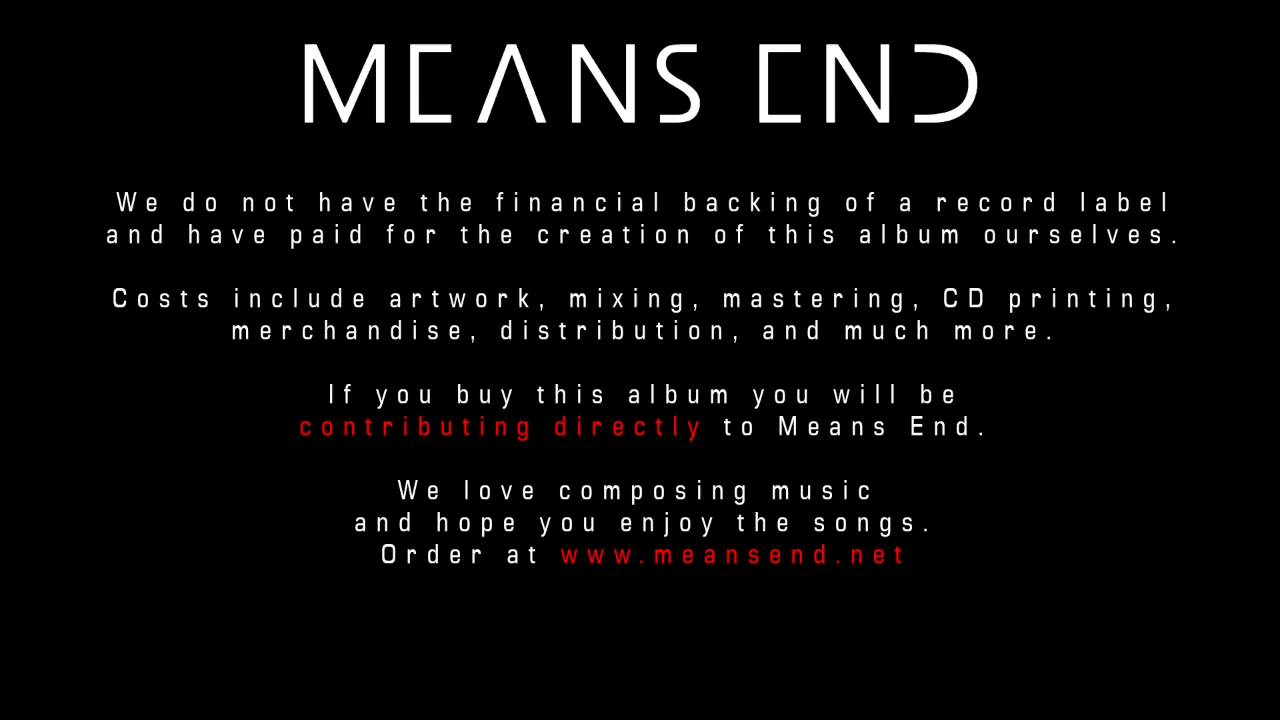 MEANS END
We do not have the financial backing of a record label
and have paid for the creation of this album ourselves.
Costs include artwork, mixing, mastering, CD printing,
merchandise, distribution, and much more.
If you buy this album you will be
contributing directly to Means End.
We love composing music
and hope you enjoy the songs.
Order at www.meansend.net